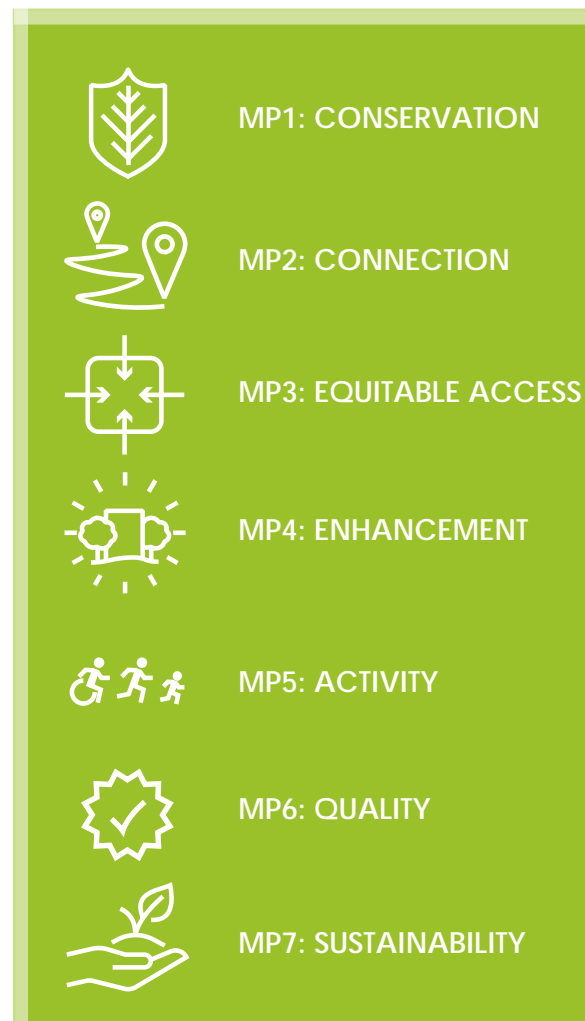 MP1: CONSERVATION
MP2: CONNECTION
MP3: EQUITABLE ACCESS
MP4: ENHANCEMENT
MP5: ACTIVITY
MP6: QUALITY
MP7: SUSTAINABILITY